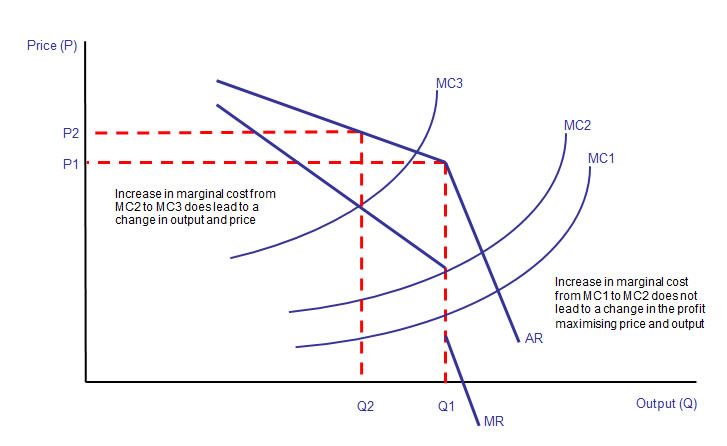 Price (P)
MC3
P2
MC2
P1
MC1
Increase in marginal cost from
MC2 to MC3 does lead to a
change in output and price
Increase in marginal cost
from MC1 to MC2 does not
lead to a change in the profit
maximising price and output
AR
Q2
Q1
Output (Q)
MR